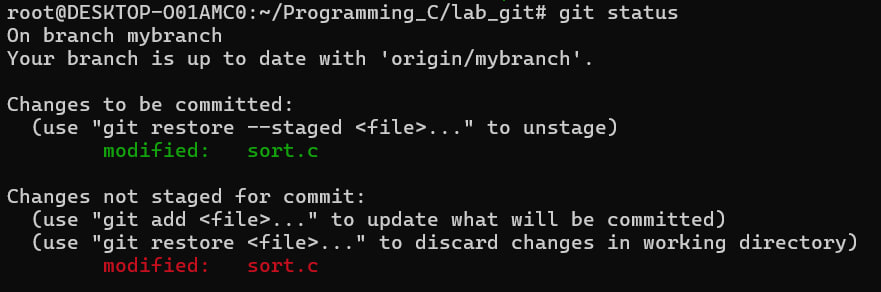 root@DESKTOP-O01AMC0:~/Programming_C/lab_git# git status
On branch mybranch
Your branch is up to date with 'origin/mybranch'.
Changes to be committed:
(use "git restore --staged <file>..." to unstage)
modified: sort.c
Changes not staged for commit:
(use "git add <file>..." to update what will be committed)
(use "git restore <file>..." to discard changes in working directory)
modified: sort.c